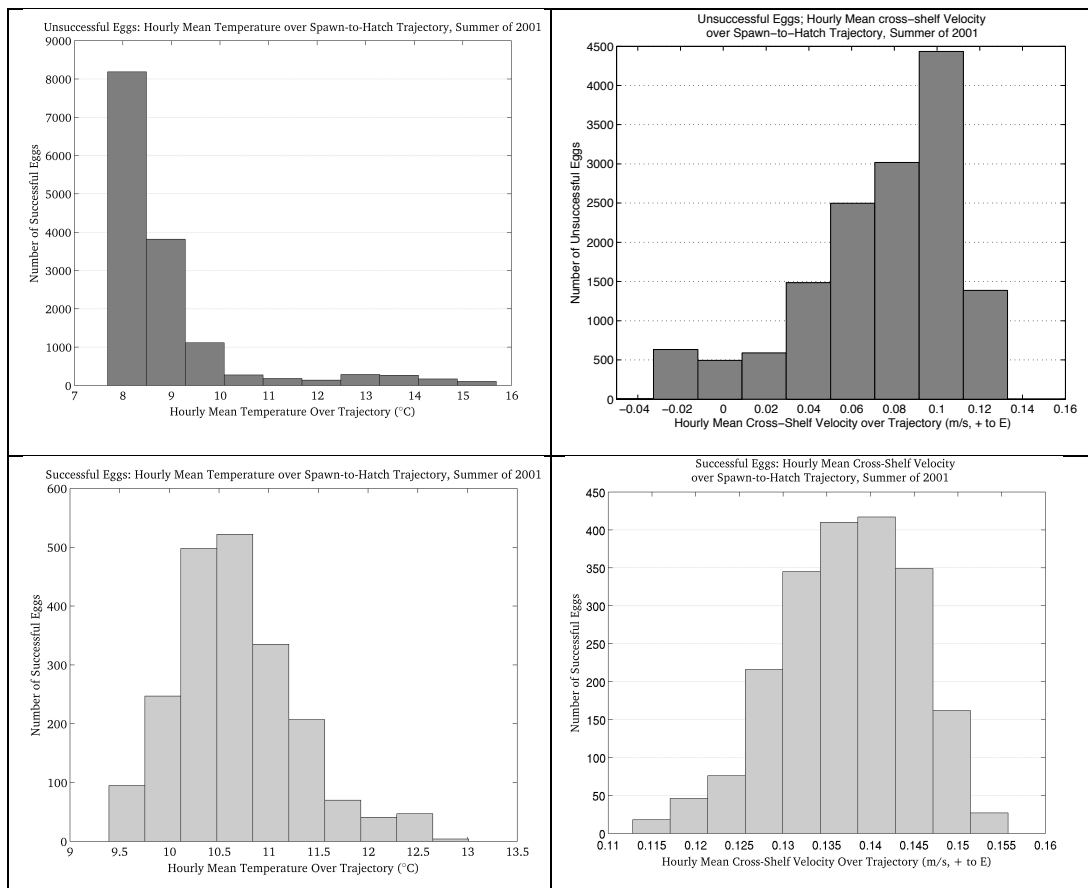 Unsuccessful Eggs: Hourly Mean Temperature over Spawn-to-Hatch Trajectory, Summer of 2001
9000
8000
7000
6000
5000
4000
3000
2000
1000
0
Number of Successful Eggs
7 8 9 10 11 12 13 14 15 16
Hourly Mean Temperature Over Trajectory (°C)
Unsuccessful Eggs; Hourly Mean cross-shelf Velocity
over Spawn-to-Hatch Trajectory, Summer of 2001
4500
4000
3500
3000
2500
2000
1500
1000
500
0
Number of Unsuccessful Eggs
-0.04 -0.02 0 0.02 0.04 0.06 0.08 0.1 0.12 0.14 0.16
Hourly Mean Cross-Shelf Velocity over Trajectory (m/s, + to E)
Successful Eggs: Hourly Mean Temperature over Spawn-to-Hatch Trajectory, Summer of 2001
600
500
400
300
200
100
0
Number of Successful Eggs
9 9.5 10 10.5 11 11.5 12 12.5 13 13.5
Hourly Mean Temperature Over Trajectory (°C)
Successful Eggs: Hourly Mean Cross-Shelf Velocity
over Spawn-to-Hatch Trajectory, Summer of 2001
450
400
350
300
250
200
150
100
50
0
Number of Successful Eggs
0.11 0.115 0.12 0.125 0.13 0.135 0.14 0.145 0.15 0.155 0.16
Hourly Mean Cross-Shelf Velocity Over Trajectory (m/s, + to E)